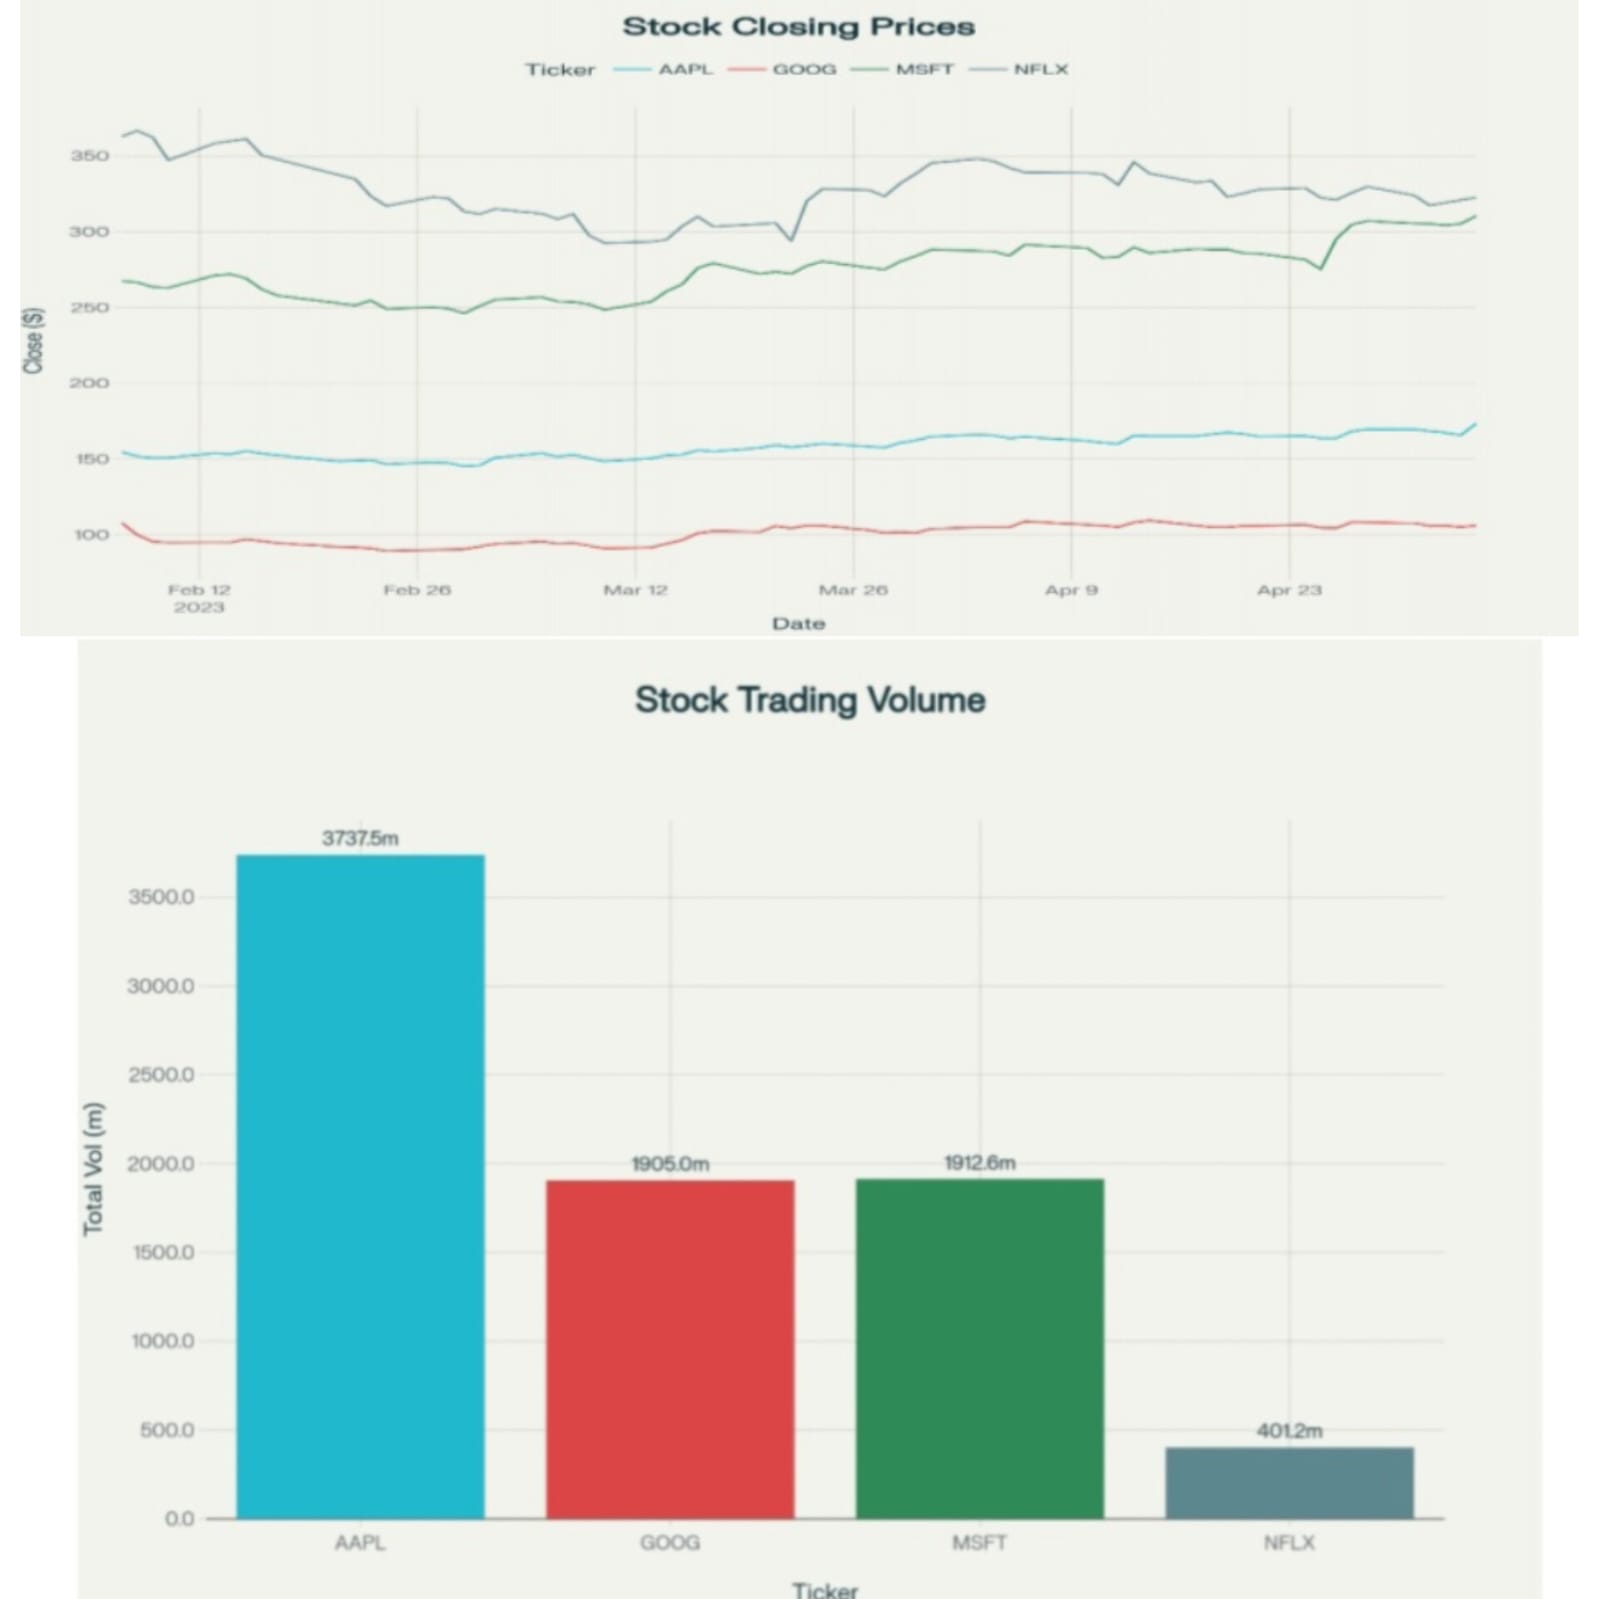 Stock Closing Prices
Ticker AAPL GOOG MSFT NFLX
350
300
250
200
150
100
Close ($)
Feb 12 Feb 26 Mar 12 Mar 26 Apr 9 Apr 23
2023
Date
Stock Trading Volume
3737.5m
3500.0
3000.0
2500.0
2000.0
1905.0m 1912.6m
1500.0
1000.0
500.0
401.2m
0.0
Total Vol (m)
AAPL GOOG MSFT NFLX
Ticker